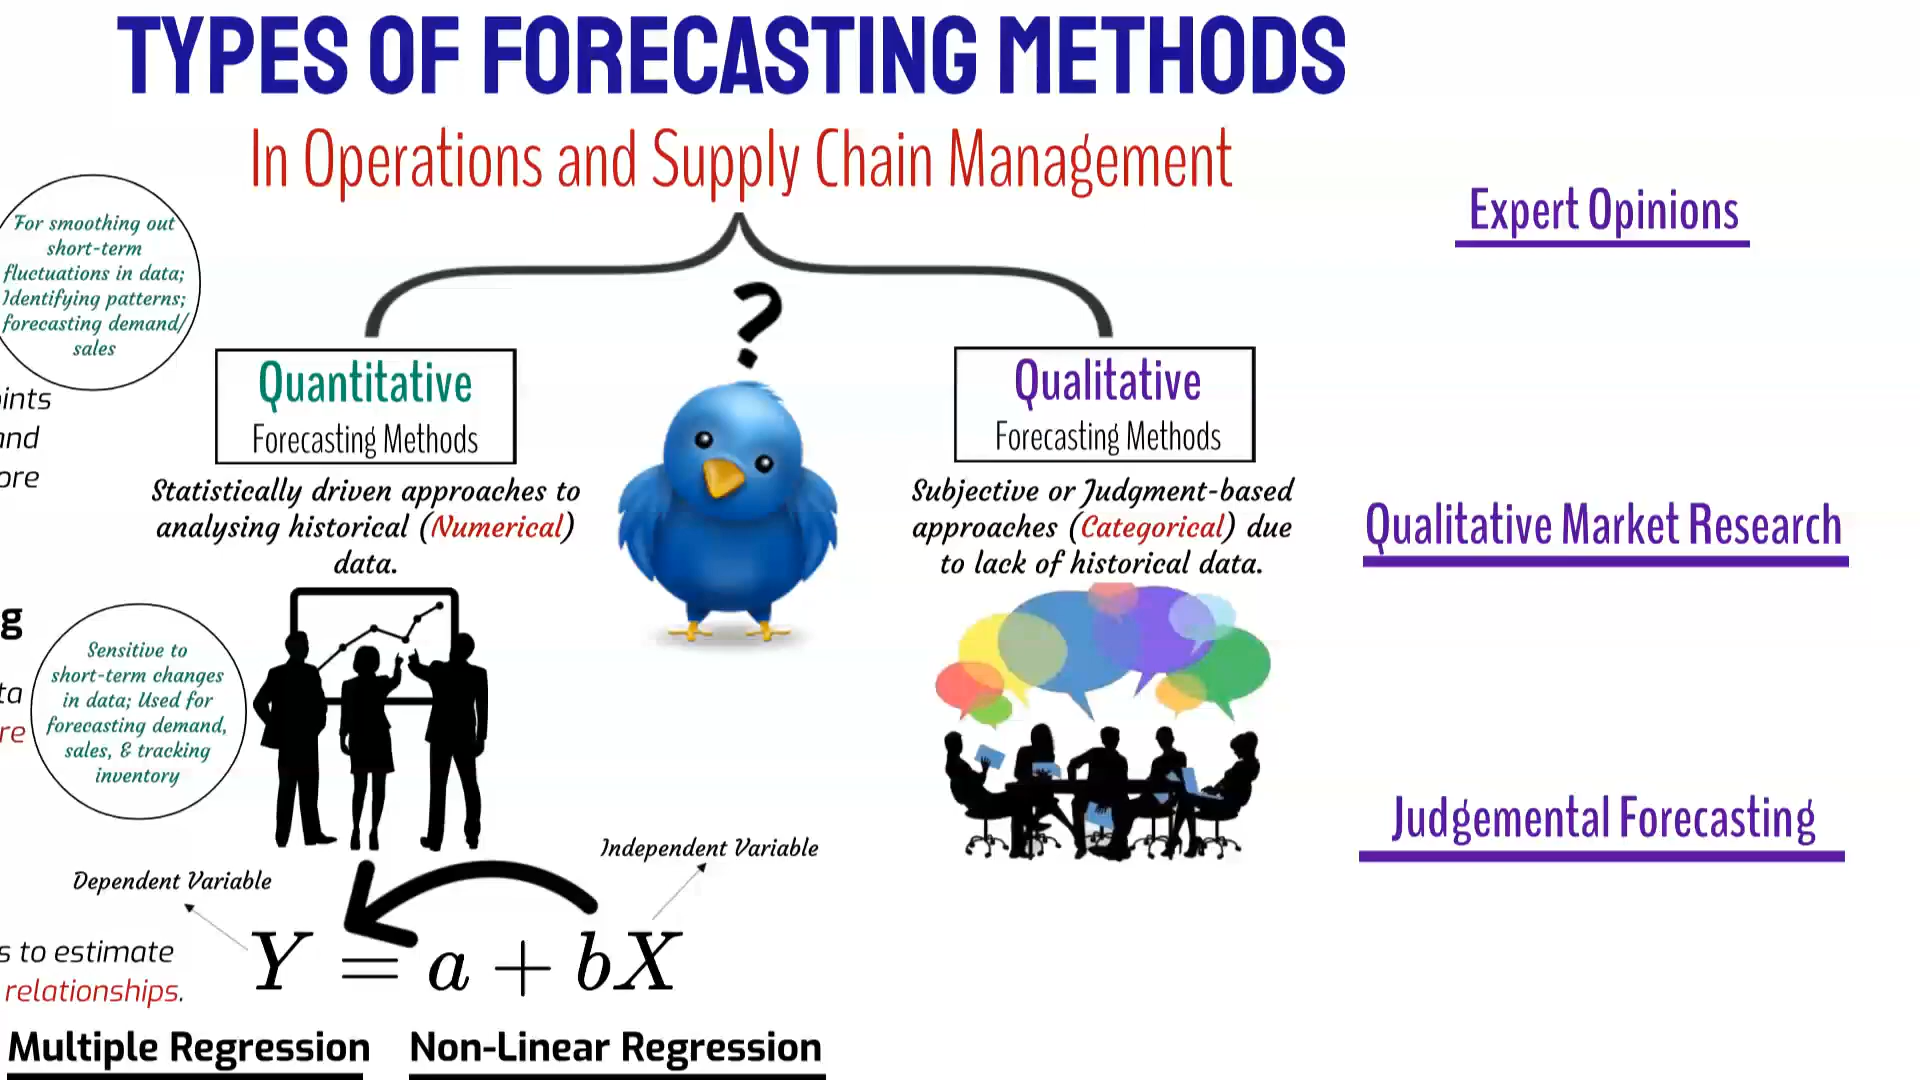 TYPES OF FORECASTING METHODS
In Operations and Supply Chain Management
For smoothing out
short-term
fluctuations in data;
Identifying patterns;
forecasting demand/
sales
and
Quantitative
Forecasting Methods
Statistically driven approaches to
analysing historical (Numerical)
data.
?
Qualitative
Forecasting Methods
Subjective or Judgment-based
approaches (Categorical) due
to lack of historical data.
Expert Opinions
Qualitative Market Research
Judgemental Forecasting
Sensitive to
short-term changes
in data; Used for
forecasting demand,
sales, & tracking
inventory
Dependent Variable
Independent Variable
Y = a + bX
s to estimate
relationships.
Multiple Regression
Non-Linear Regression